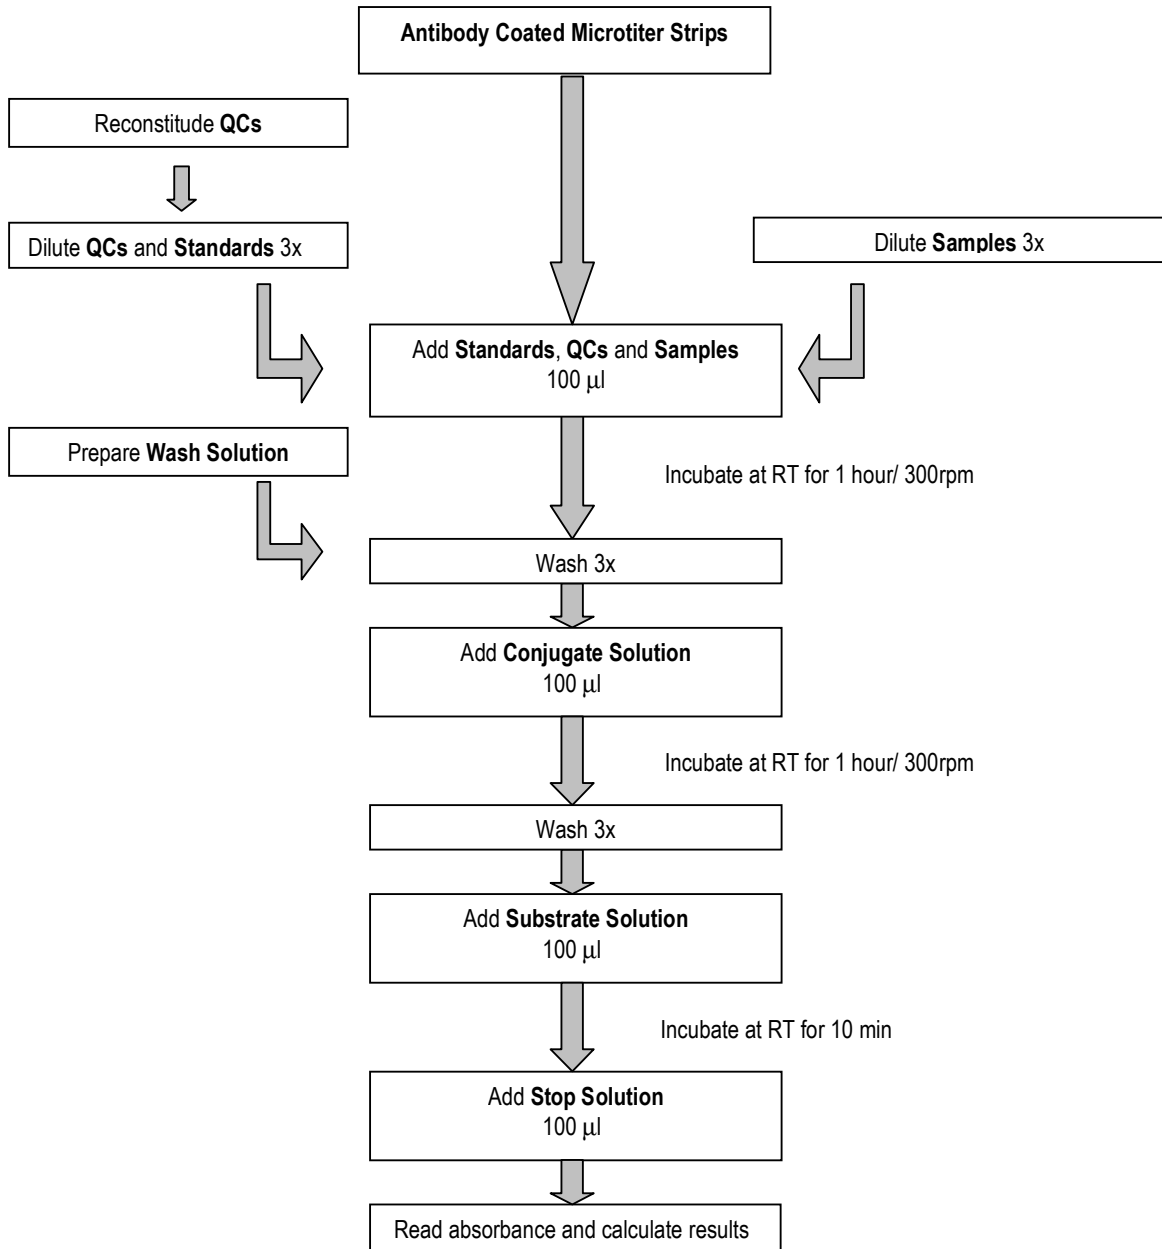 Antibody Coated Microtiter Strips
Reconstitude QCs
Dilute QCs and Standards 3x
Dilute Samples 3x
Add Standards, QCs and Samples
100 µl
Prepare Wash Solution
Incubate at RT for 1 hour/ 300rpm
Wash 3x
Add Conjugate Solution
100 µl
Incubate at RT for 1 hour/ 300rpm
Wash 3x
Add Substrate Solution
100 µl
Incubate at RT for 10 min
Add Stop Solution
100 µl
Read absorbance and calculate results